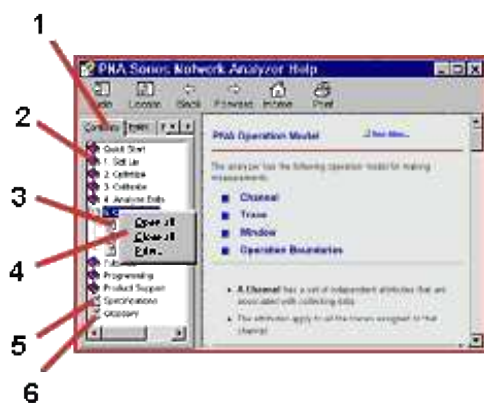 1
PNA Series Network Analyzer Help
2
Locate Back Forward Home Print
Contents Index
PNA Operation Model
Quick Start
1. Set Up
2. Optimize
3. Calibrate
4. Analyze Data
The analyzer has the following operation model for making
measurements.
3
Open all
Close all
Print...
4
Channel
Trace
Window
Operation Boundaries
Tutorials
Programming
Product Support
Specifications
Glossary
A Channel has a set of independent attributes that are
associated with collecting data.
The attributes apply to all the traces assigned to that
channel.
5
6